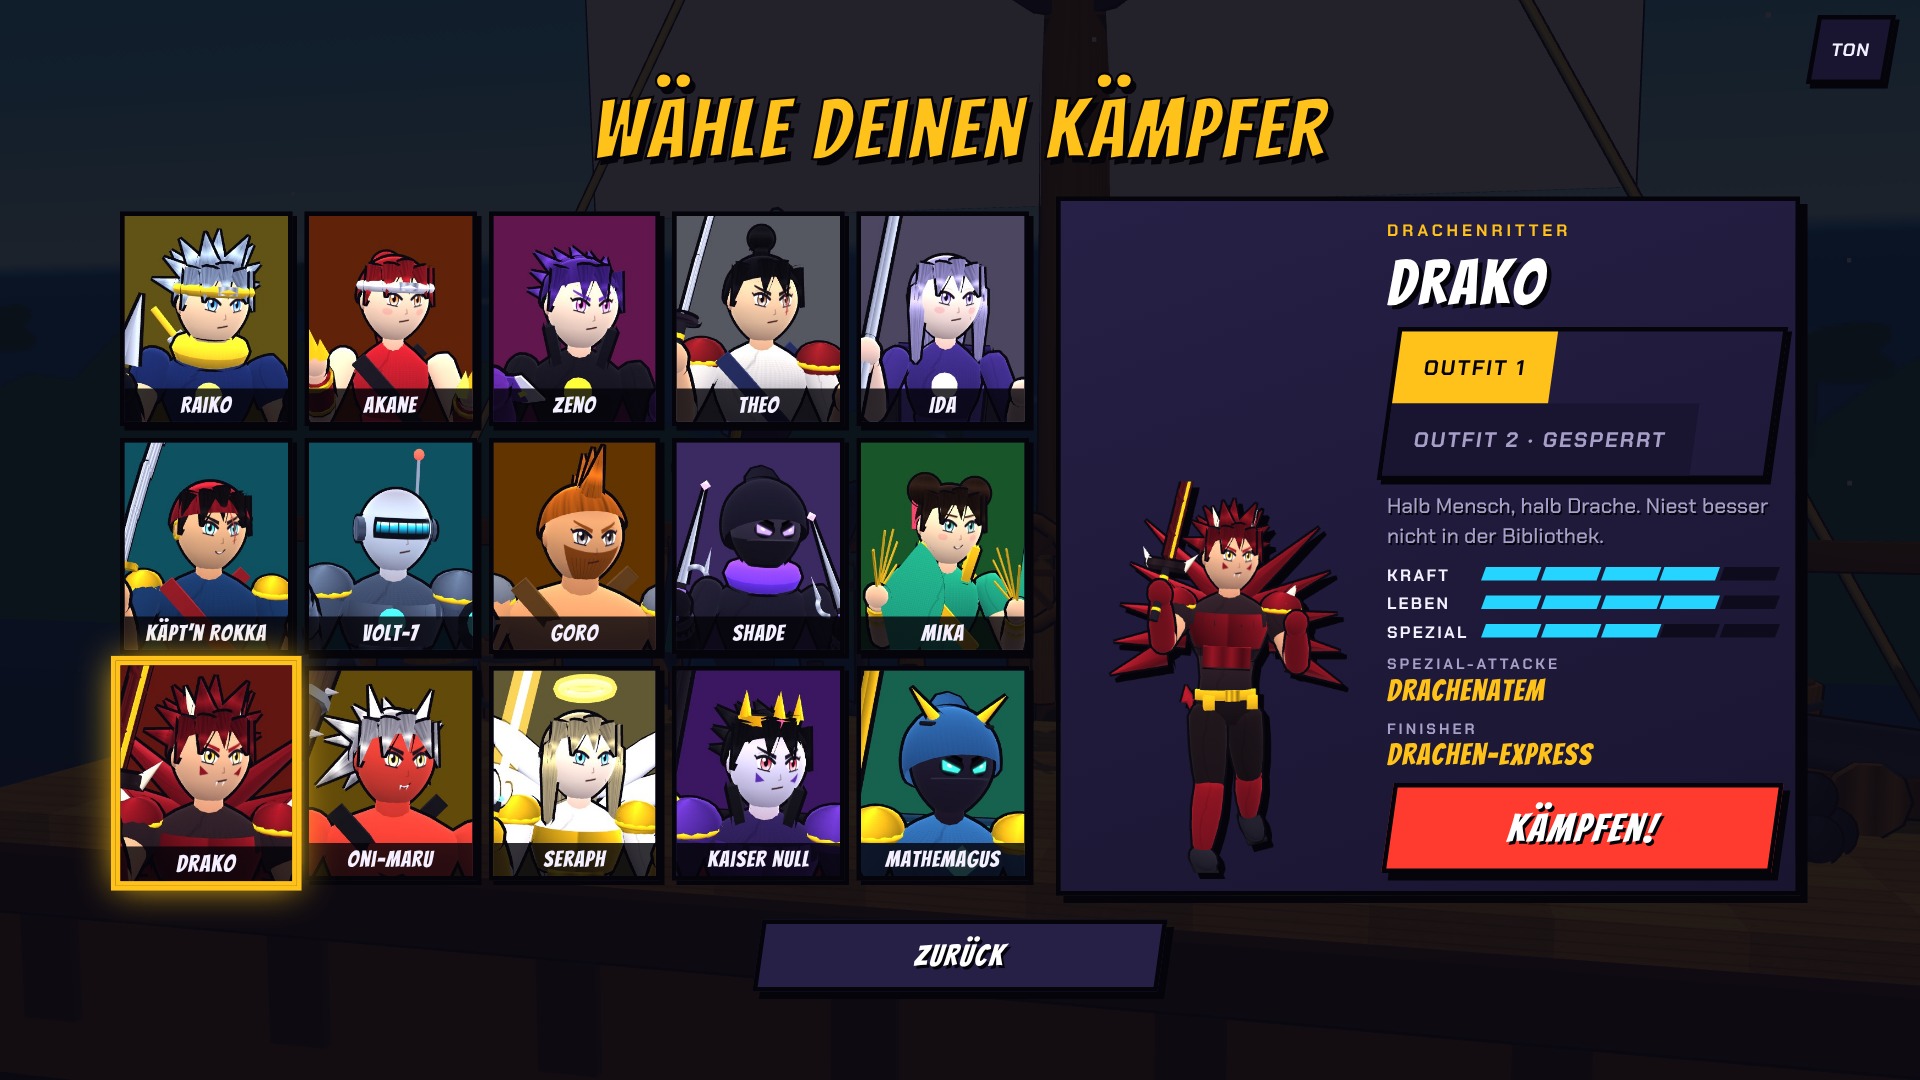 TON
WÄHLE DEINEN KÄMPFER
RAIKO
AKANE
ZENO
THEO
IDA
KÄPT'N ROKKA
VOLT-7
GORO
SHADE
MIKA
DRAKO
ONI-MARU
SERAPH
KAISER NULL
MATHEMAGUS
DRACHENRITTER
DRAKO
OUTFIT 1
OUTFIT 2 · GESPERRT
Halb Mensch, halb Drache. Niest besser
nicht in der Bibliothek.
KRAFT
LEBEN
SPEZIAL
SPEZIAL-ATTACKE
DRACHENATEM
FINISHER
DRACHEN-EXPRESS
KÄMPFEN!
ZURÜCK